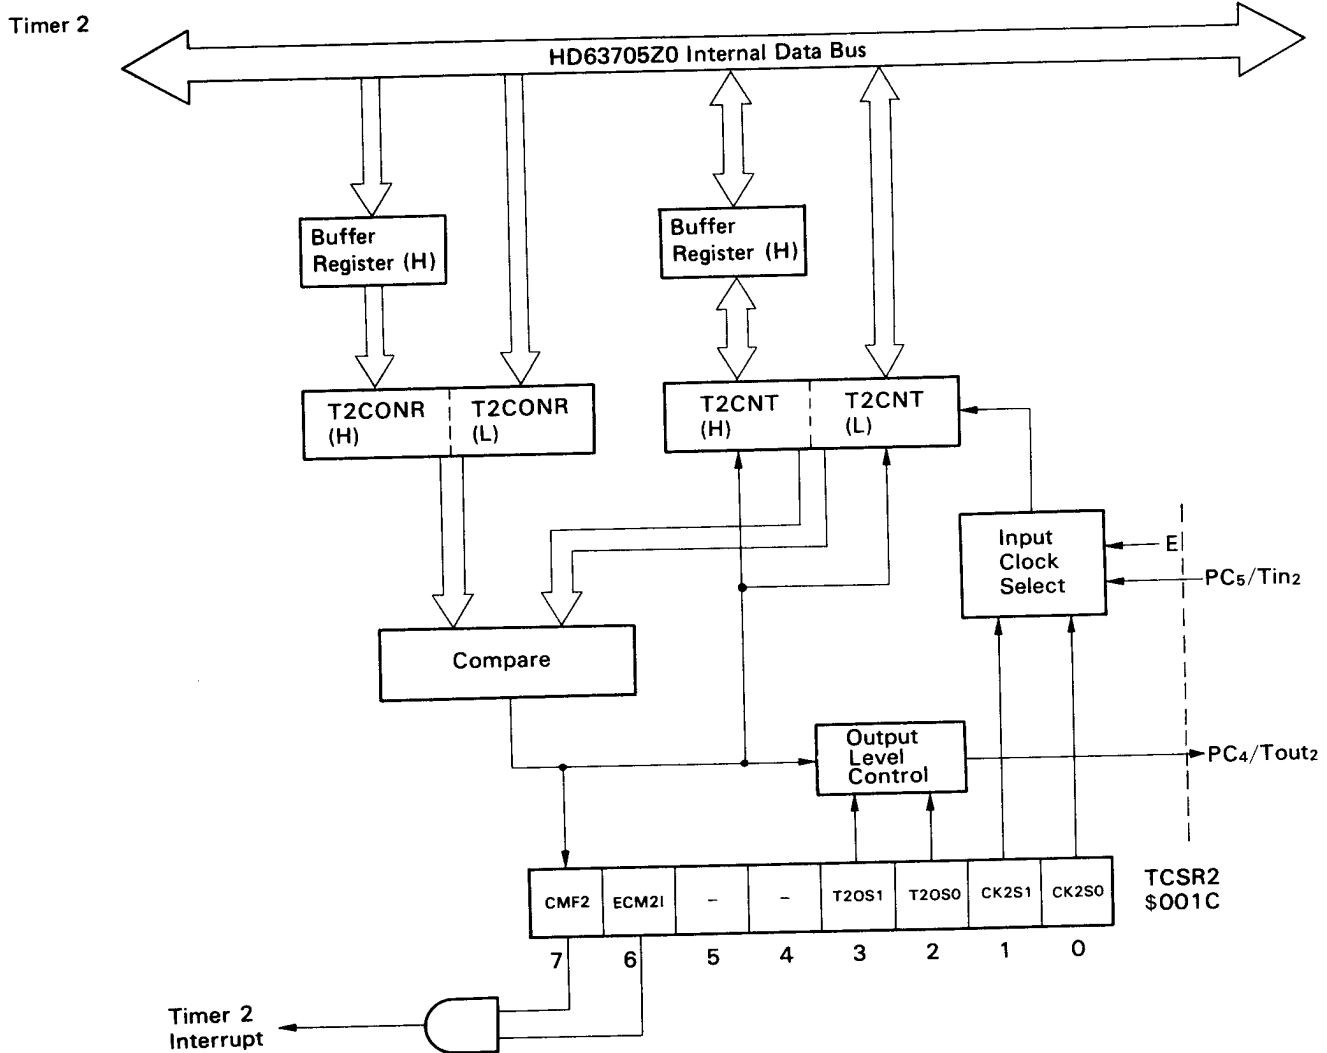 Timer 2
HD63705Z0 Internal Data Bus
Buffer
Register (H)
Buffer
Register (H)
T2CONR
(H)
T2CONR
(L)
T2CNT
(H)
T2CNT
(L)
Input
Clock
Select
E
PC5/Tin2
Compare
Output
Level
Control
PC4/Tout2
CMF2
ECM2I
–
–
T2OS1
T2OS0
CK2S1
CK2S0
TCSR2
$001C
7
6
5
4
3
2
1
0
Timer 2
Interrupt